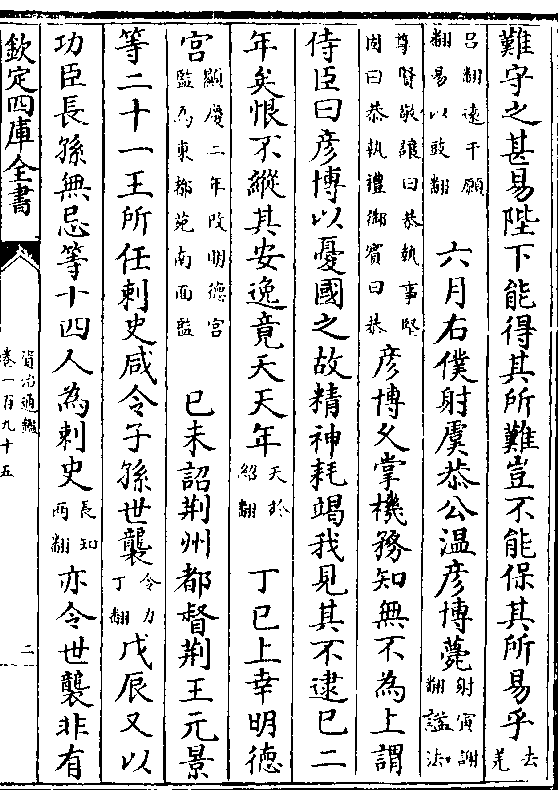 難守之甚易陛下能得其所難豈不能保其所易乎去羌
呂翻遠于願翻易以豉翻 六月右僕射虞恭公溫彦博薨射寅謝翻諡法
尊賢敬讓曰恭執事堅固曰恭執禮御賓曰恭彦博久掌機務知無不為上謂
侍臣曰彦博以憂國之故精神耗竭我見其不逮已二
年矣恨不縱其安逸竟夭天年夭於紹翻 丁巳上幸明德
宫顯慶二年改明德宫監為東都苑南面監 己未詔荆州都督荆王元景
等二十一王所任刺史咸令子孫世襲令力丁翻戊辰又以
功臣長孫無忌等十四人為刺史長知兩翻亦令世襲非有
欽定四庫全書
資治通鑑
卷一百九十五
二